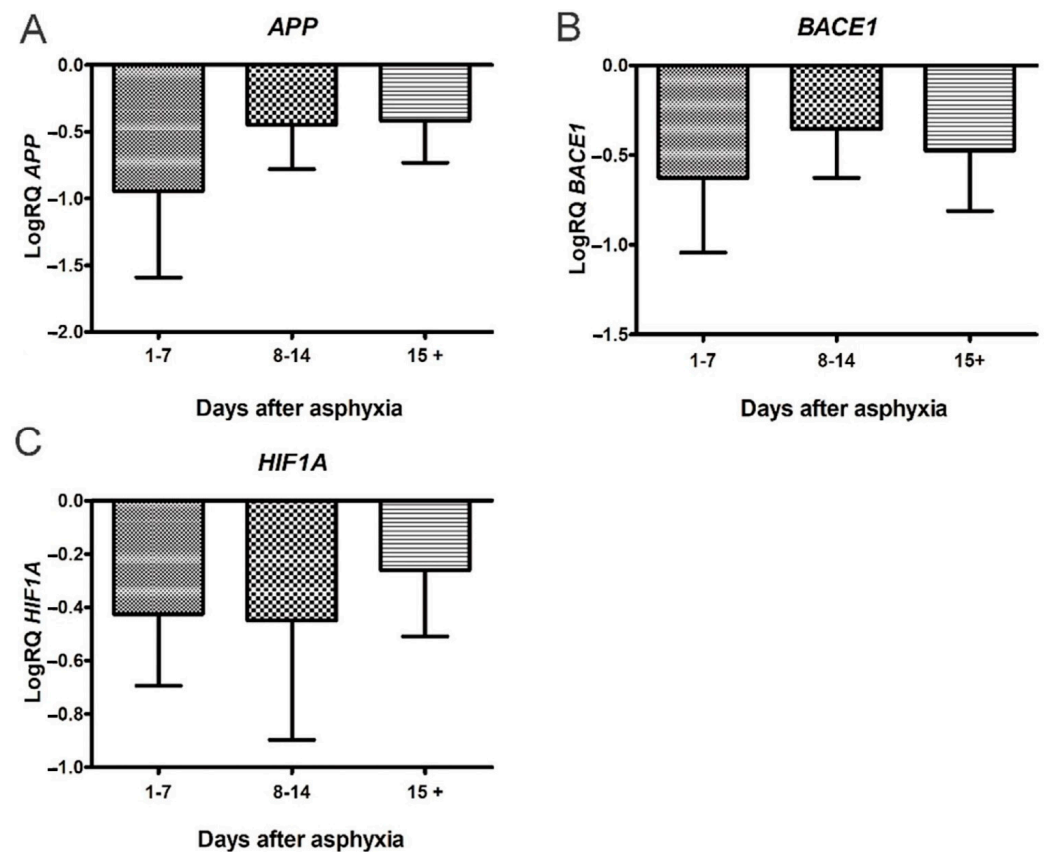 A
APP
LogRQ APP
0.0
–0.5
–1.0
–1.5
–2.0
1-7
8-14
15 +
Days after asphyxia
B
BACE1
LogRQ BACE1
0.0
–0.5
–1.0
–1.5
1-7
8-14
15+
Days after asphyxia
C
HIF1A
LogRQ HIF1A
0.0
–0.2
–0.4
–0.6
–0.8
–1.0
1-7
8-14
15 +
Days after asphyxia